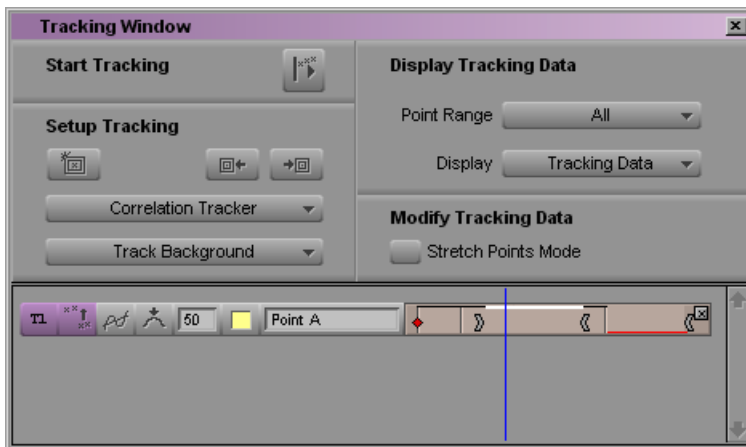 Tracking Window
Start Tracking
Display Tracking Data
Point Range All
Setup Tracking
Display Tracking Data
Correlation Tracker
Modify Tracking Data
Track Background
Stretch Points Mode
T1 50 Point A